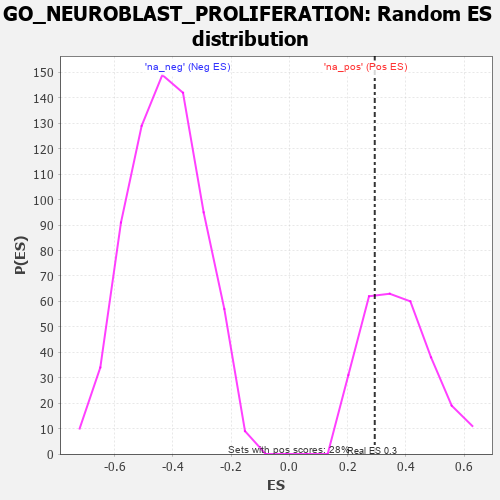 GO_NEUROBLAST_PROLIFERATION: Random ES
distribution
'na_neg' (Neg ES)
'na_pos' (Pos ES)
150
140
130
120
110
100
90
80
70
60
50
40
30
20
10
0
P(ES)
Sets with pos scores: 28%
Real ES 0.3
-0.6
-0.4
-0.2
0.0
0.2
0.4
0.6
ES